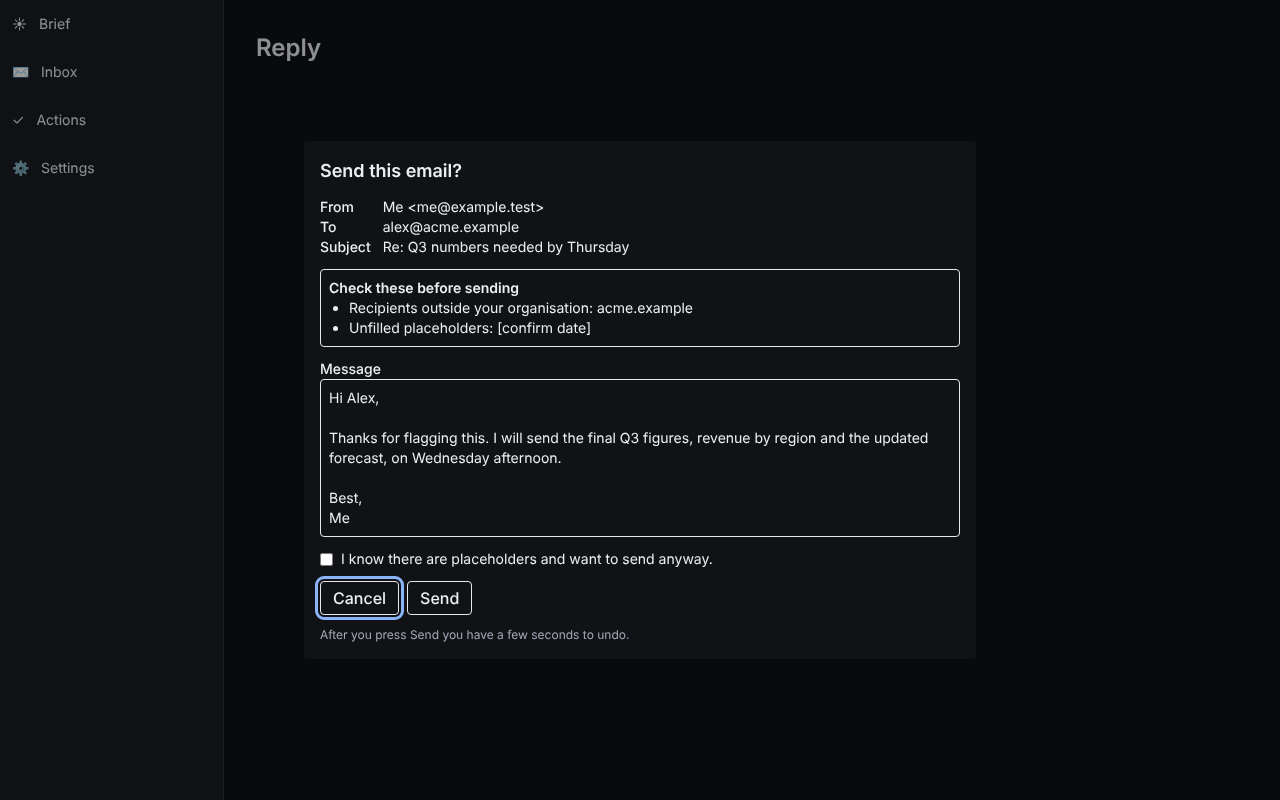 Brief
Inbox
Actions
Settings
Reply
Send this email?
From Me <me@example.test>
To alex@acme.example
Subject Re: Q3 numbers needed by Thursday
Check these before sending
• Recipients outside your organisation: acme.example
• Unfilled placeholders: [confirm date]
Message
Hi Alex,
Thanks for flagging this. I will send the final Q3 figures, revenue by region and the updated
forecast, on Wednesday afternoon.
Best,
Me
I know there are placeholders and want to send anyway.
Cancel Send
After you press Send you have a few seconds to undo.